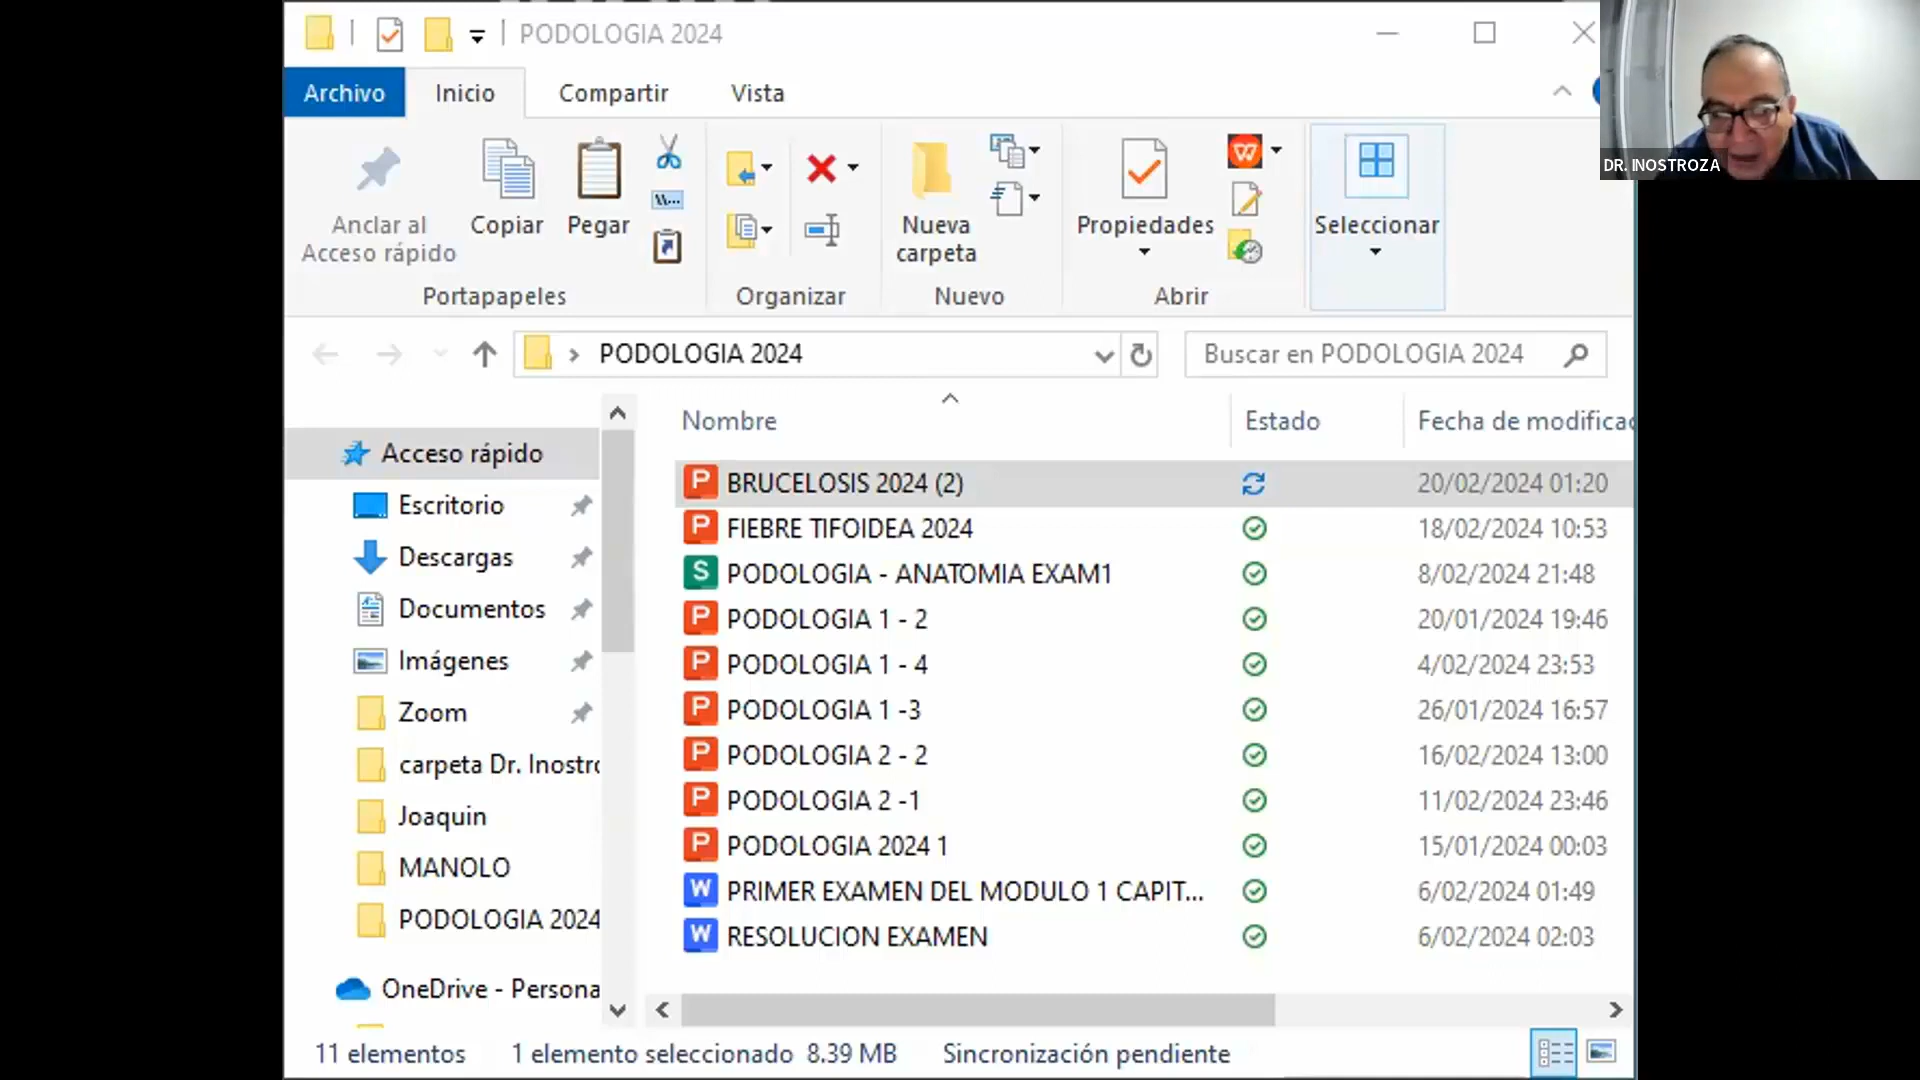 PODOLOGIA 2024
Archivo Inicio Compartir Vista
DR. INOSTROZA
Anclar al
Acceso rápido
Copiar
Pegar
Nueva
carpeta
Propiedades
Seleccionar
Portapapeles Organizar Nuevo Abrir
PODOLOGIA 2024
Buscar en PODOLOGIA 2024
Nombre Estado Fecha de modificac
Acceso rápido
Escritorio
Descargas
Documentos
Imágenes
Zoom
carpeta Dr. Inostro
Joaquin
MANOLO
PODOLOGIA 2024
OneDrive - Persona
BRUCELOSIS 2024 (2) 20/02/2024 01:20
FIEBRE TIFOIDEA 2024 18/02/2024 10:53
PODOLOGIA - ANATOMIA EXAM1 8/02/2024 21:48
PODOLOGIA 1 - 2 20/01/2024 19:46
PODOLOGIA 1 - 4 4/02/2024 23:53
PODOLOGIA 1 -3 26/01/2024 16:57
PODOLOGIA 2 - 2 16/02/2024 13:00
PODOLOGIA 2 -1 11/02/2024 23:46
PODOLOGIA 2024 1 15/01/2024 00:03
PRIMER EXAMEN DEL MODULO 1 CAPIT... 6/02/2024 01:49
RESOLUCION EXAMEN 6/02/2024 02:03
11 elementos 1 elemento seleccionado 8.39 MB Sincronización pendiente